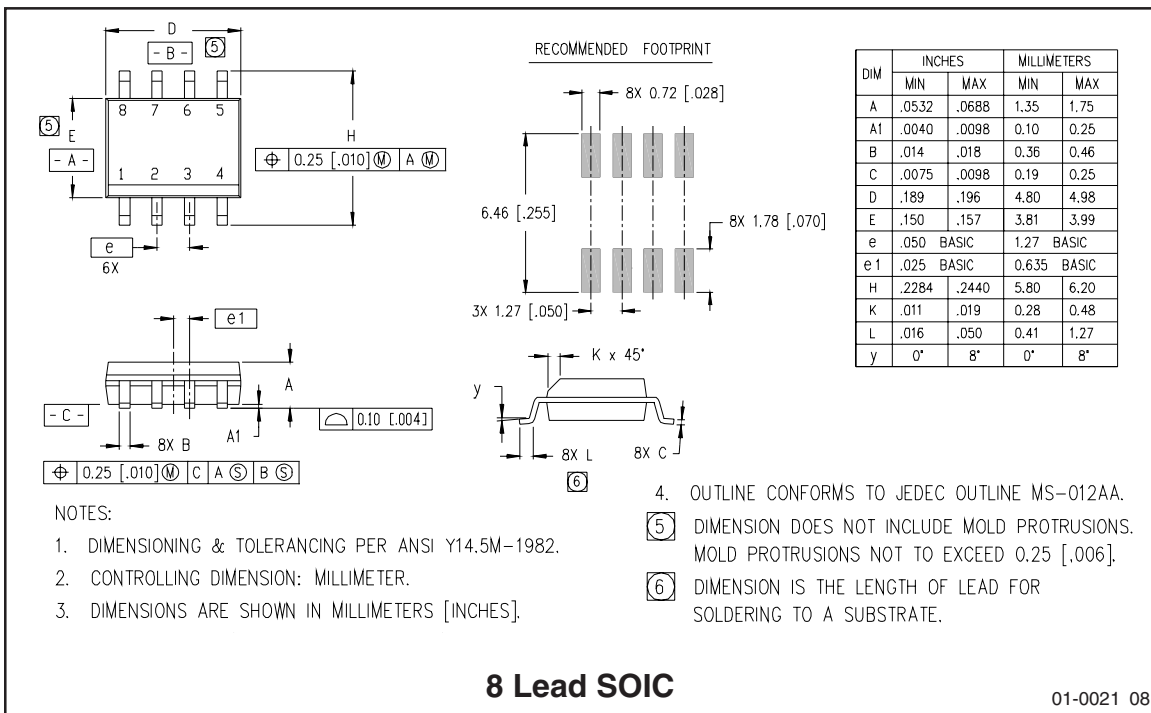 D
- B -
5
8 7 6 5
5
E
- A -
1 2 3 4
H
⌖ 0.25 [.010] Ⓜ A Ⓜ
e
6X
e1
A
- C -
A1
8X B
⌓ 0.10 [.004]
⌖ 0.25 [.010] Ⓜ C A Ⓢ B Ⓢ
RECOMMENDED FOOTPRINT
8X 0.72 [.028]
6.46 [.255]
8X 1.78 [.070]
3X 1.27 [.050]
K x 45°
y
8X L
6
8X C
DIM INCHES MILLIMETERS
MIN MAX MIN MAX
A .0532 .0688 1.35 1.75
A1 .0040 .0098 0.10 0.25
B .014 .018 0.36 0.46
C .0075 .0098 0.19 0.25
D .189 .196 4.80 4.98
E .150 .157 3.81 3.99
e .050 BASIC 1.27 BASIC
e1 .025 BASIC 0.635 BASIC
H .2284 .2440 5.80 6.20
K .011 .019 0.28 0.48
L .016 .050 0.41 1.27
y 0° 8° 0° 8°
NOTES:
1. DIMENSIONING & TOLERANCING PER ANSI Y14.5M-1982.
2. CONTROLLING DIMENSION: MILLIMETER.
3. DIMENSIONS ARE SHOWN IN MILLIMETERS [INCHES].
4. OUTLINE CONFORMS TO JEDEC OUTLINE MS-012AA.
5 DIMENSION DOES NOT INCLUDE MOLD PROTRUSIONS.
MOLD PROTRUSIONS NOT TO EXCEED 0.25 [.006].
6 DIMENSION IS THE LENGTH OF LEAD FOR
SOLDERING TO A SUBSTRATE.
8 Lead SOIC
01-0021 08